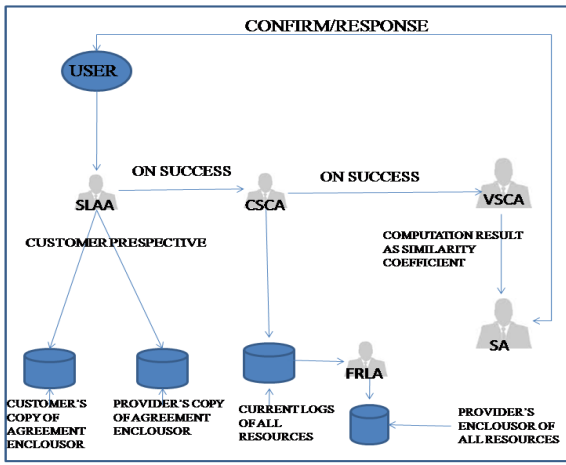 CONFIRM/RESPONSE
USER
ON SUCCESS
ON SUCCESS
SLAA
CSCA
VSCA
CUSTOMER PRESPECTIVE
COMPUTATION RESULT
AS SIMILARITY
COEFFICIENT
SA
FRLA
CUSTOMER'S
COPY OF
AGREEMENT
ENCLOUSOR
PROVIDER'S COPY
OF AGREEMENT
ENCLOUSOR
CURRENT LOGS
OF ALL
RESOURCES
PROVIDER'S
ENCLOUSOR OF
ALL RESOURCES